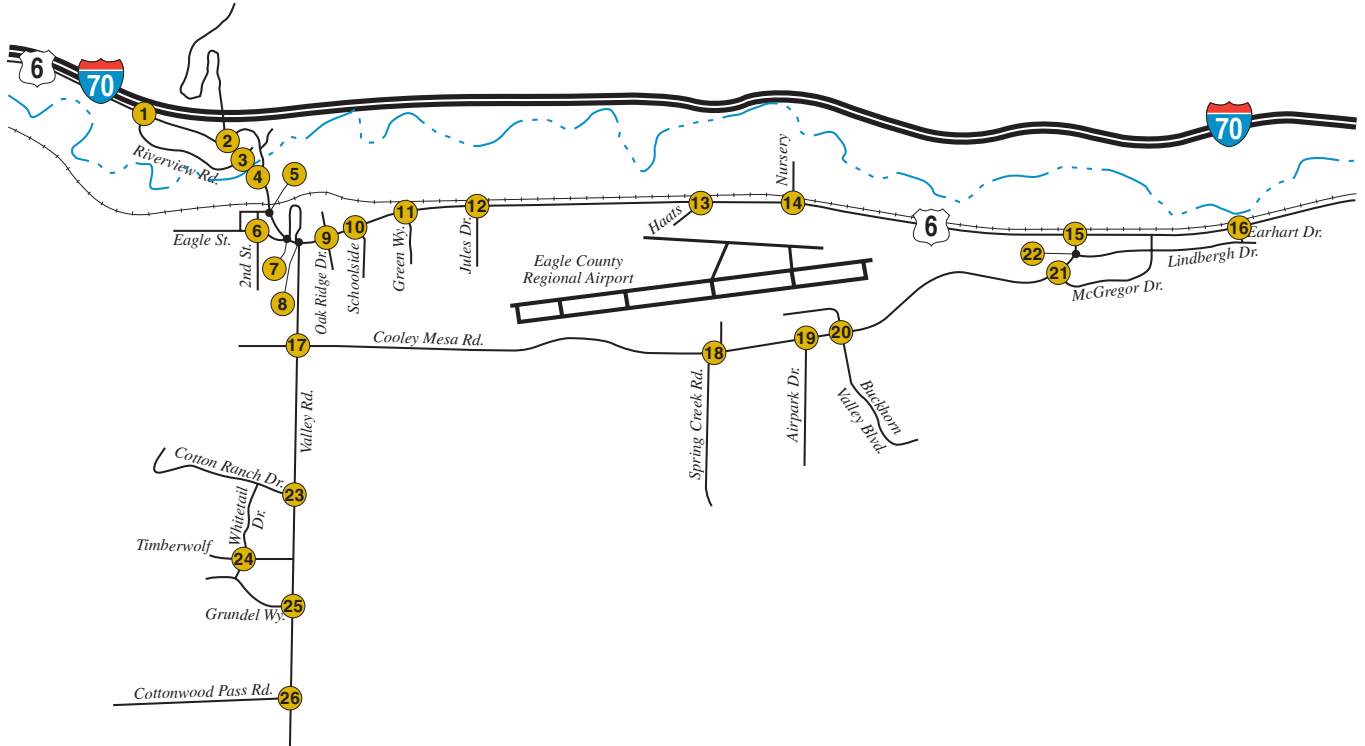 6
70
70
1
2
Riverview Rd.
3
4
5
Nursery
Haats
12
13
14
6
15
16
Earhart Dr.
Lindbergh Dr.
22
21
McGregor Dr.
Eagle St.
6
2nd St.
7
8
9
Oak Ridge Dr.
10
Schoolside
11
Green Wy.
Jules Dr.
Eagle County
Regional Airport
17
Cooley Mesa Rd.
18
19
20
Spring Creek Rd.
Airpark Dr.
Buckhorn
Valley Blvd.
Valley Rd.
Cotton Ranch Dr.
23
Whitetail
Dr.
Timberwolf
24
Grundel Wy.
25
Cottonwood Pass Rd.
26